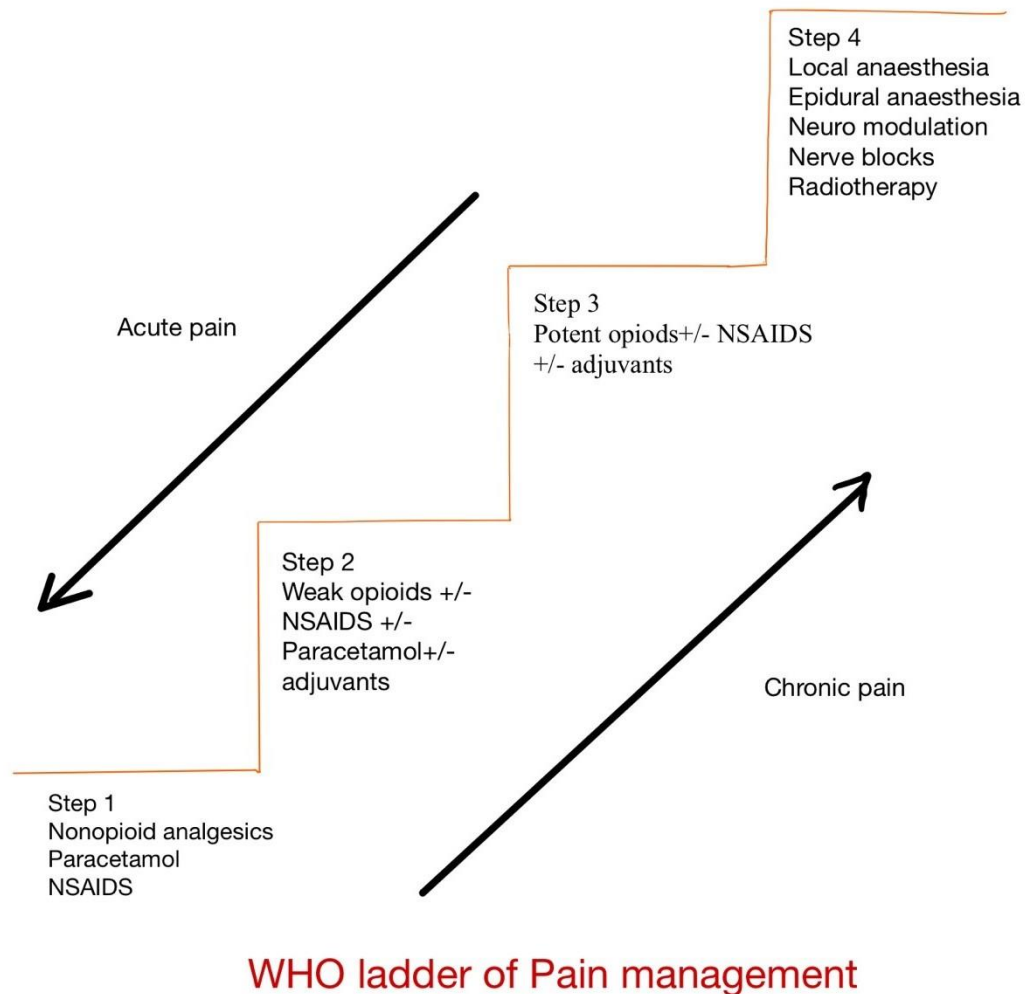 Step 4
Local anaesthesia
Epidural anaesthesia
Neuro modulation
Nerve blocks
Radiotherapy
Acute pain
Step 3
Potent opiods+/- NSAIDS
+/- adjuvants
Step 2
Weak opioids +/-
NSAIDS +/-
Paracetamol+/-
adjuvants
Chronic pain
Step 1
Nonopioid analgesics
Paracetamol
NSAIDS
WHO ladder of Pain management